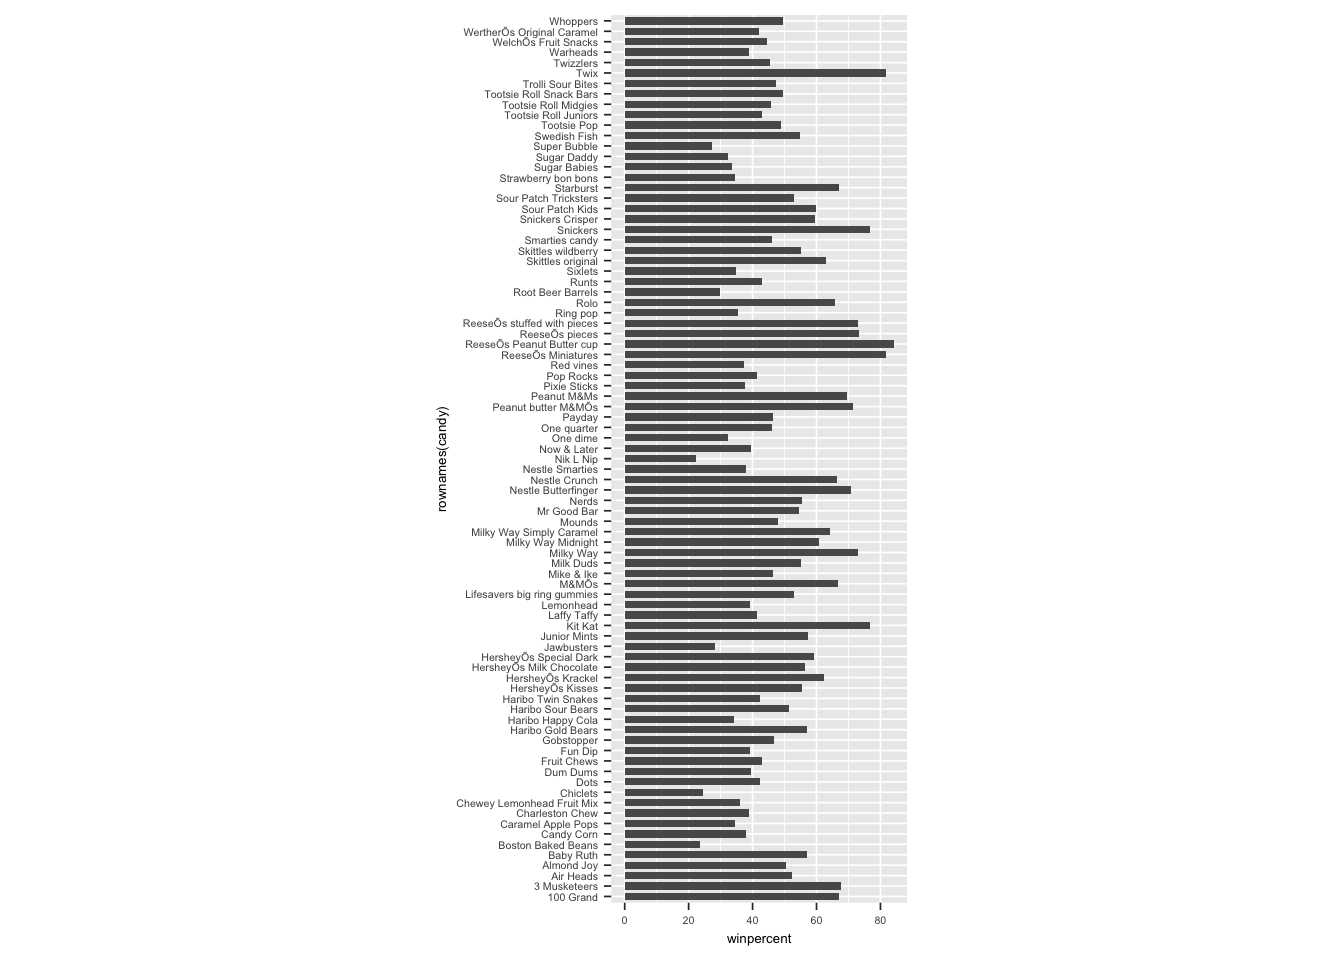 Whoppers
WertherÕs Original Caramel
WelchÕs Fruit Snacks
Warheads
Twizzlers
Twix
Trolli Sour Bites
Tootsie Roll Snack Bars
Tootsie Roll Midgies
Tootsie Roll Juniors
Tootsie Pop
Swedish Fish
Super Bubble
Sugar Daddy
Sugar Babies
Strawberry bon bons
Starburst
Sour Patch Tricksters
Sour Patch Kids
Snickers Crisper
Snickers
Smarties candy
Skittles wildberry
Skittles original
Sixlets
Runts
Root Beer Barrels
Rolo
Ring pop
ReeseÕs stuffed with pieces
ReeseÕs pieces
ReeseÕs Peanut Butter cup
ReeseÕs Miniatures
Red vines
Pop Rocks
Pixie Sticks
Peanut M&Ms
Peanut butter M&MÕs
Payday
One quarter
One dime
Now & Later
Nik L Nip
Nestle Smarties
Nestle Crunch
Nestle Butterfinger
Nerds
Mr Good Bar
Mounds
Milky Way Simply Caramel
Milky Way Midnight
Milky Way
Milk Duds
Mike & Ike
M&MÕs
Lifesavers big ring gummies
Lemonhead
Laffy Taffy
Kit Kat
Junior Mints
Jawbusters
HersheyÕs Special Dark
HersheyÕs Milk Chocolate
HersheyÕs Krackel
HersheyÕs Kisses
Haribo Twin Snakes
Haribo Sour Bears
Haribo Happy Cola
Haribo Gold Bears
Gobstopper
Fun Dip
Fruit Chews
Dum Dums
Dots
Chiclets
Chewey Lemonhead Fruit Mix
Charleston Chew
Caramel Apple Pops
Candy Corn
Boston Baked Beans
Baby Ruth
Almond Joy
Air Heads
3 Musketeers
100 Grand
rownames(candy)
0 20 40 60 80
winpercent